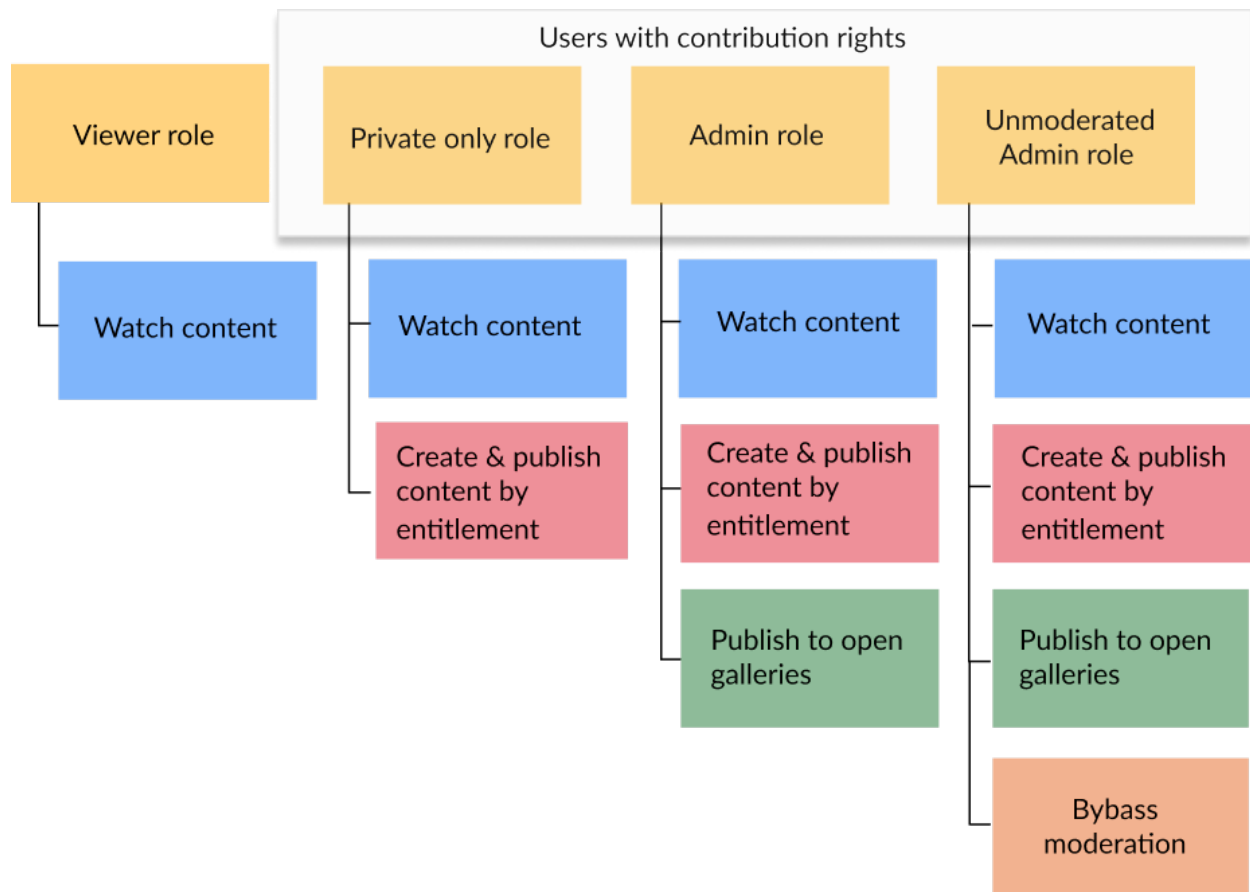 Users with contribution rights
Viewer role
Private only role
Admin role
Unmoderated
Admin role
Watch content
Watch content
Watch content
Watch content
Create & publish
content by
entitlement
Create & publish
content by
entitlement
Create & publish
content by
entitlement
Publish to open
galleries
Publish to open
galleries
Bybass
moderation